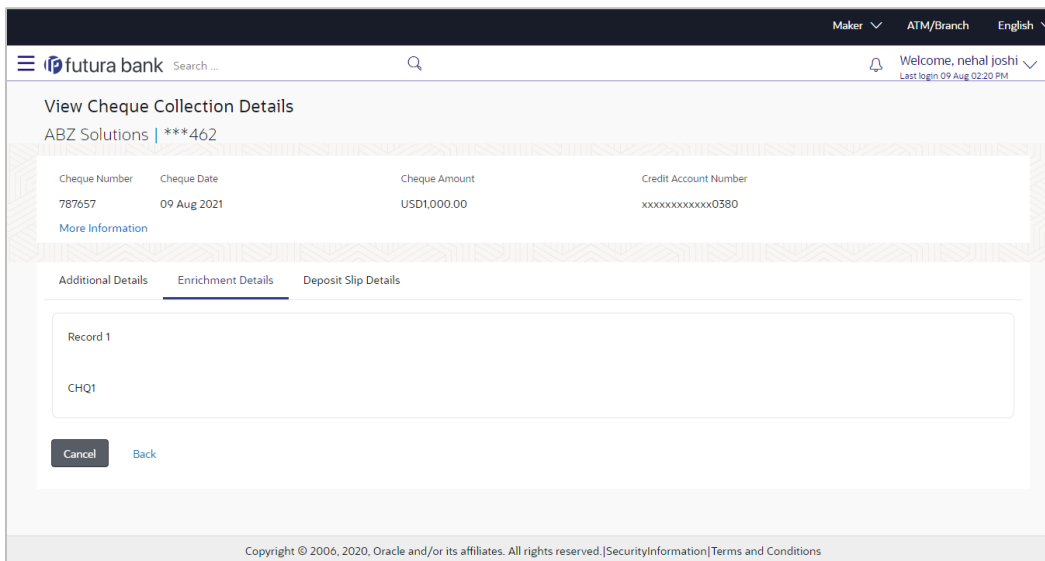 Maker ATM/Branch English
futura bank Search ... Welcome, nehal joshi
Last login 09 Aug 02:20 PM
View Cheque Collection Details
ABZ Solutions | ***462
Cheque Number Cheque Date Cheque Amount Credit Account Number
787657 09 Aug 2021 USD1,000.00 xxxxxxxxxxxx0380
More Information
Additional Details Enrichment Details Deposit Slip Details
Record 1
CHQ1
Cancel Back
Copyright © 2006, 2020, Oracle and/or its affiliates. All rights reserved.|SecurityInformation|Terms and Conditions